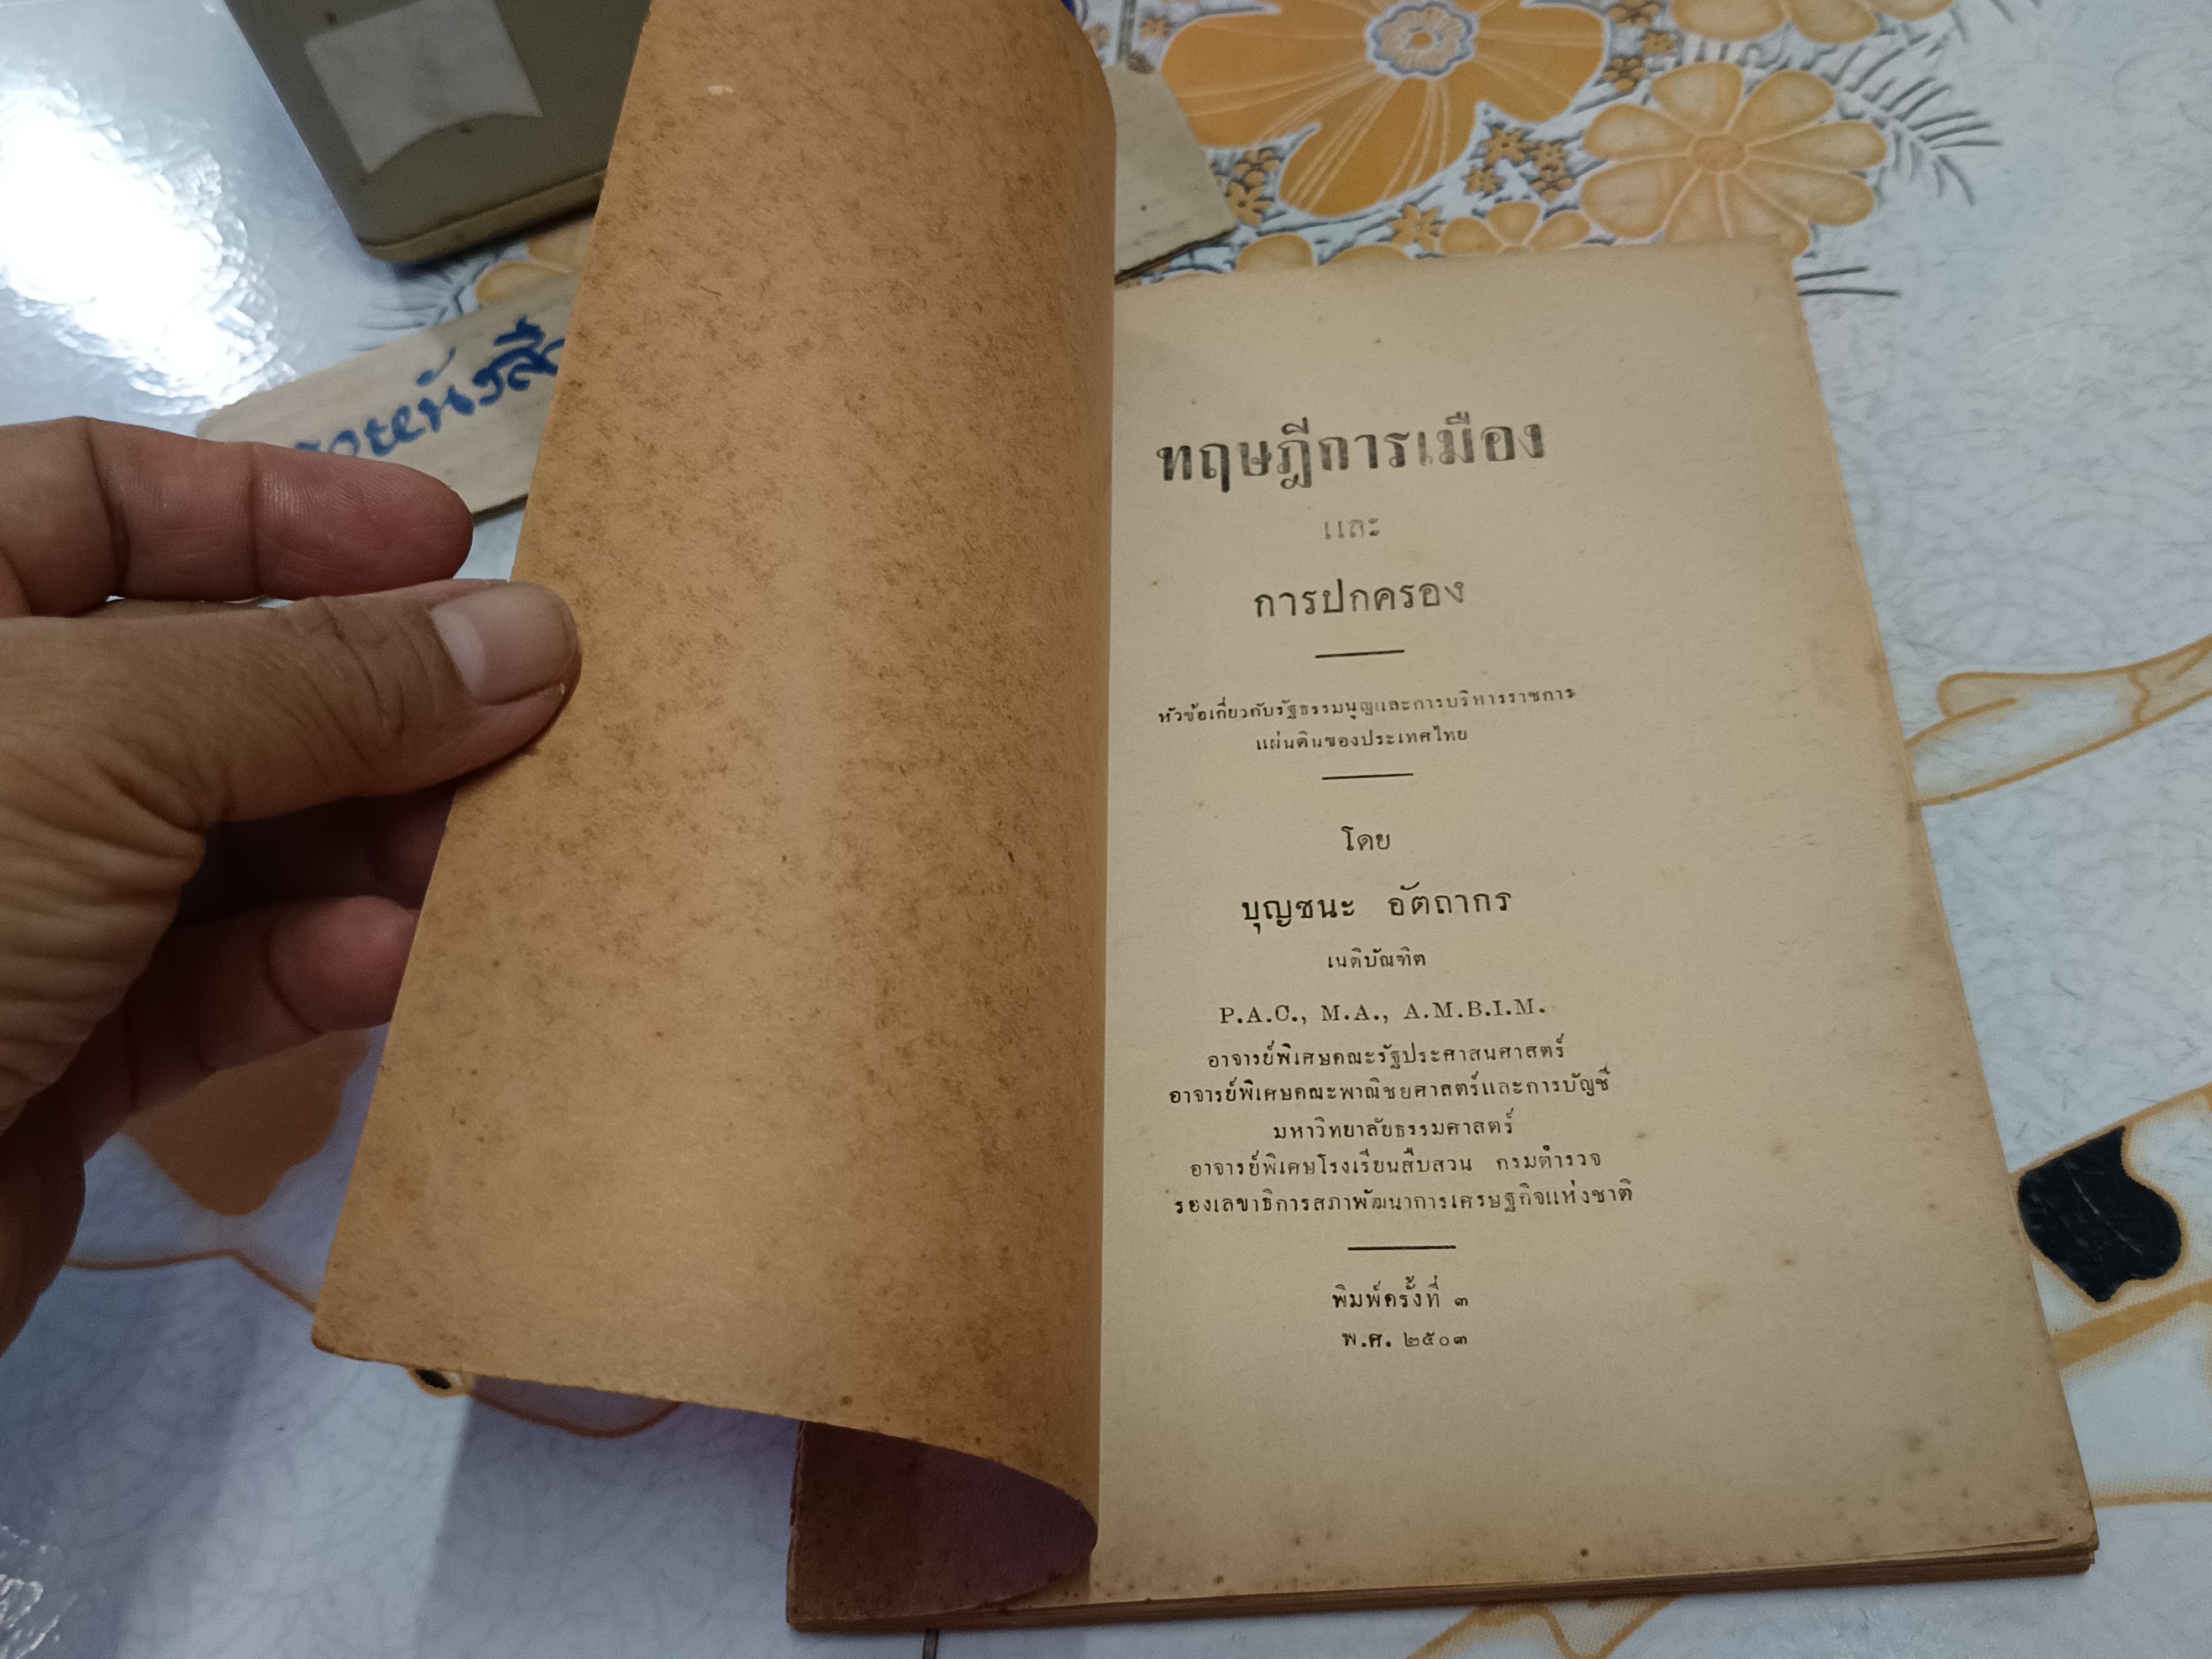 ทฤษฎีการเมือง
และ
การปกครอง
หัวข้อเกี่ยวกับรัฐธรรมนูญและการบริหารราชการ
แผ่นดินของประเทศไทย
โดย
บุญชนะ อัตถากร
เนติบัณฑิต
P.A.C., M.A., A.M.B.I.M.
อาจารย์พิเศษคณะรัฐประศาสนศาสตร์
อาจารย์พิเศษคณะพาณิชยศาสตร์และการบัญชี
มหาวิทยาลัยธรรมศาสตร์
อาจารย์พิเศษโรงเรียนสืบสวน กรมตำรวจ
รองเลขาธิการสภาพัฒนาการเศรษฐกิจแห่งชาติ
พิมพ์ครั้งที่ ๓
พ.ศ. ๒๕๐๓